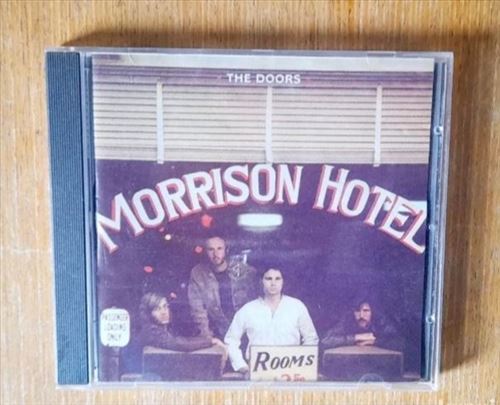 THE DOORS
MORRISON HOTEL
PASSENGER
LOADING
ONLY
ROOMS